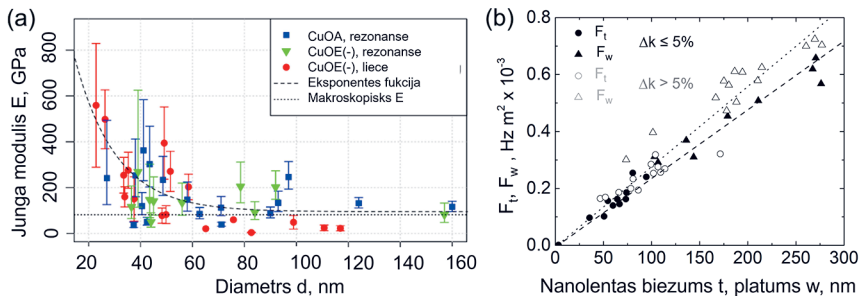 (a)
CuOA, rezonanse
CuOE(-), rezonanse
CuOE(-), liece
Eksponentes fukcija
Makroskopisks E
Junga modulis E, GPa
800
600
400
200
0
20 40 60 80 100 120 140 160
Diametrs d, nm
(b)
Ft
Fw
Δk ≤ 5%
Ft
Fw
Δk > 5%
Ft, Fw , Hz m² x 10⁻³
0.8
0.6
0.4
0.2
0.0
0 50 100 150 200 250 300
Nanolentas biezums t, platums w, nm